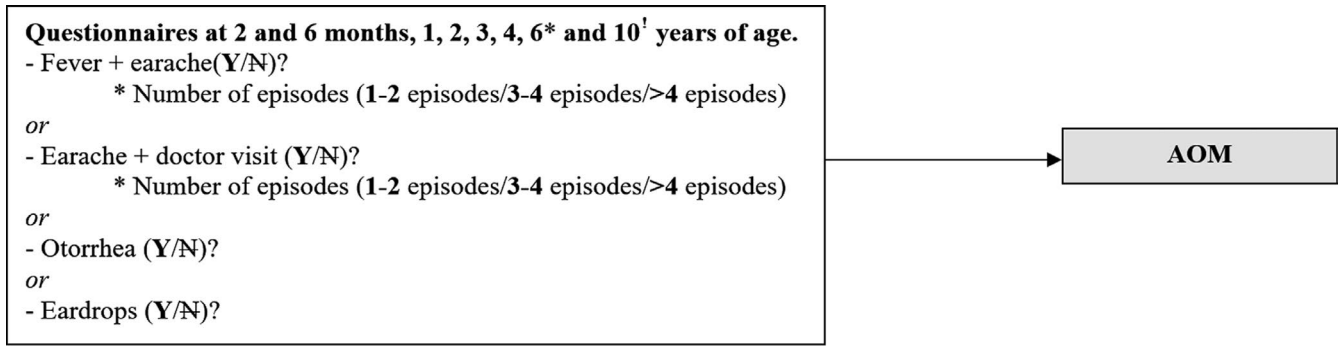 Questionnaires at 2 and 6 months, 1, 2, 3, 4, 6* and 10! years of age.
- Fever + earache(Y/N)?
* Number of episodes (1-2 episodes/3-4 episodes/>4 episodes)
or
- Earache + doctor visit (Y/N)?
* Number of episodes (1-2 episodes/3-4 episodes/>4 episodes)
or
- Otorrhea (Y/N)?
or
- Eardrops (Y/N)?
AOM